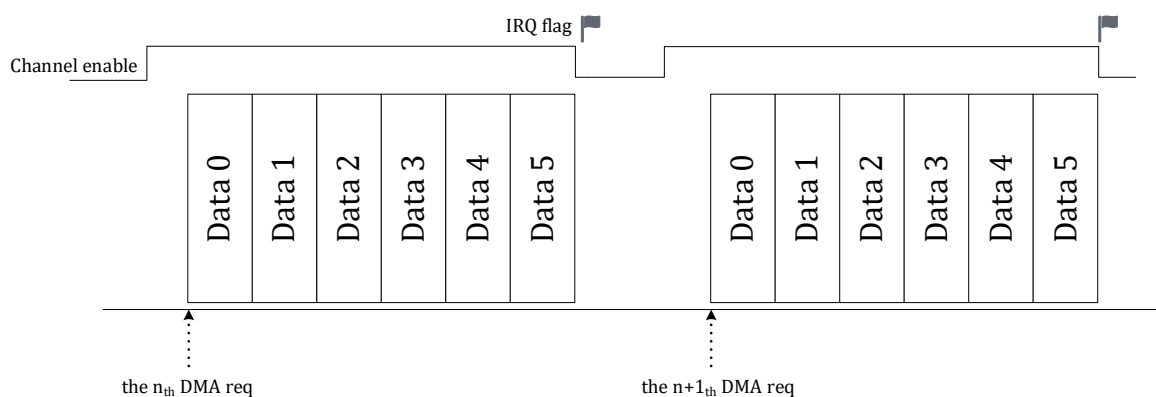 IRQ flag
Channel enable
Data 0
Data 1
Data 2
Data 3
Data 4
Data 5
Data 0
Data 1
Data 2
Data 3
Data 4
Data 5
the nth DMA req
the n+1th DMA req